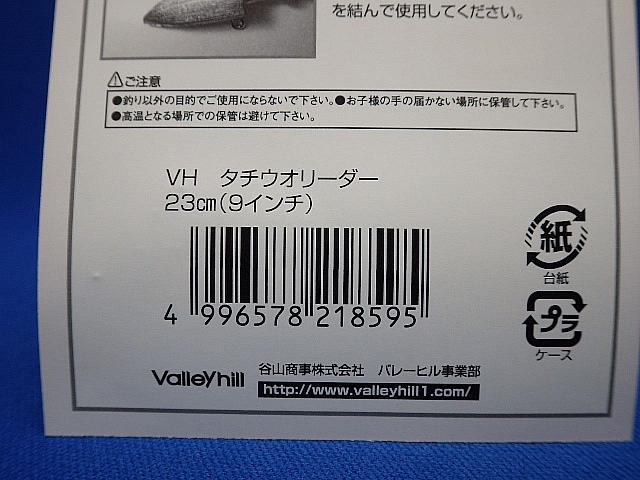 を結んで使用してください。
ご注意
●釣り以外の目的でご使用にならないで下さい。●お子様の手の届かない場所に保管して下さい。
●高温となる場所での保管は避けて下さい。
VH タチウオリーダー
23cm(9インチ)
4 996578 218595
紙
台紙
プラ
ケース
Valleyhill 谷山商事株式会社 バレーヒル事業部
http://www.valleyhill1.com/